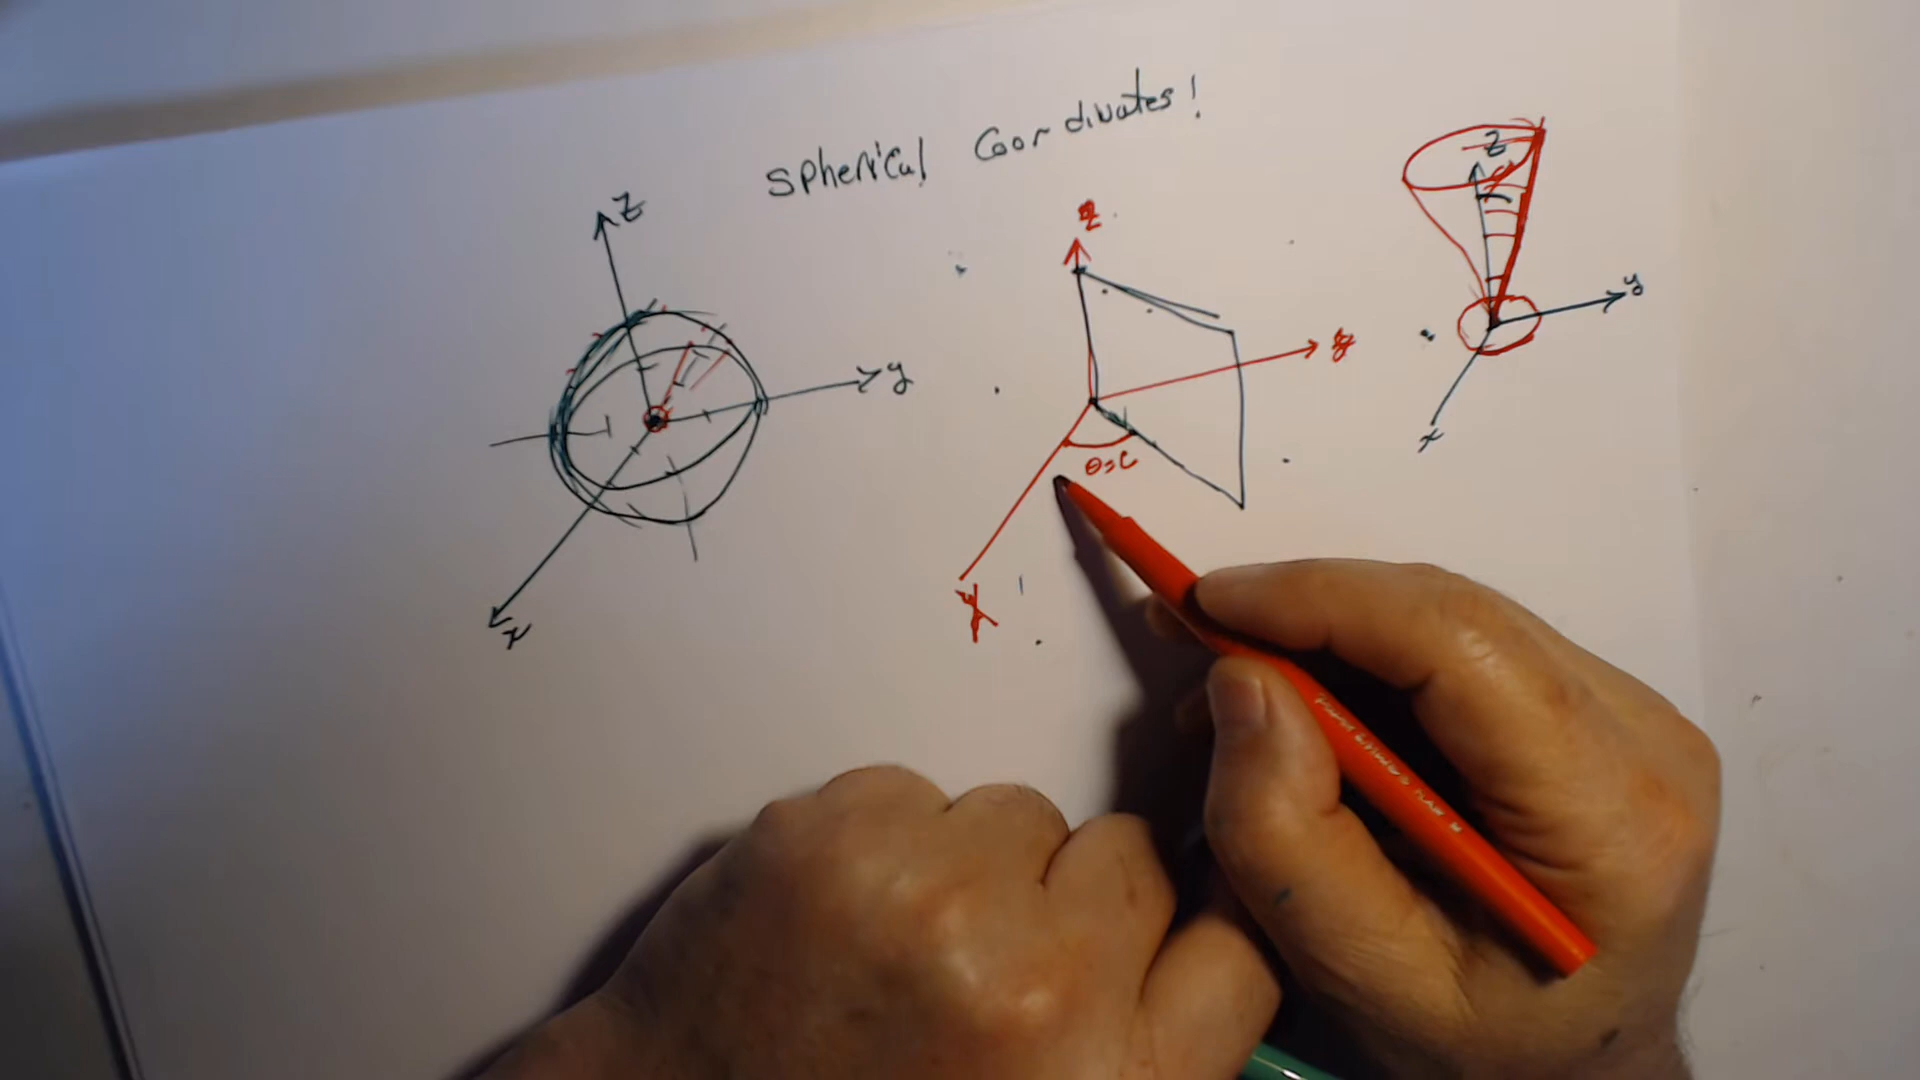 Spherical Coordinates!
z
y
x
z
y
X
θ=C
z
y
x